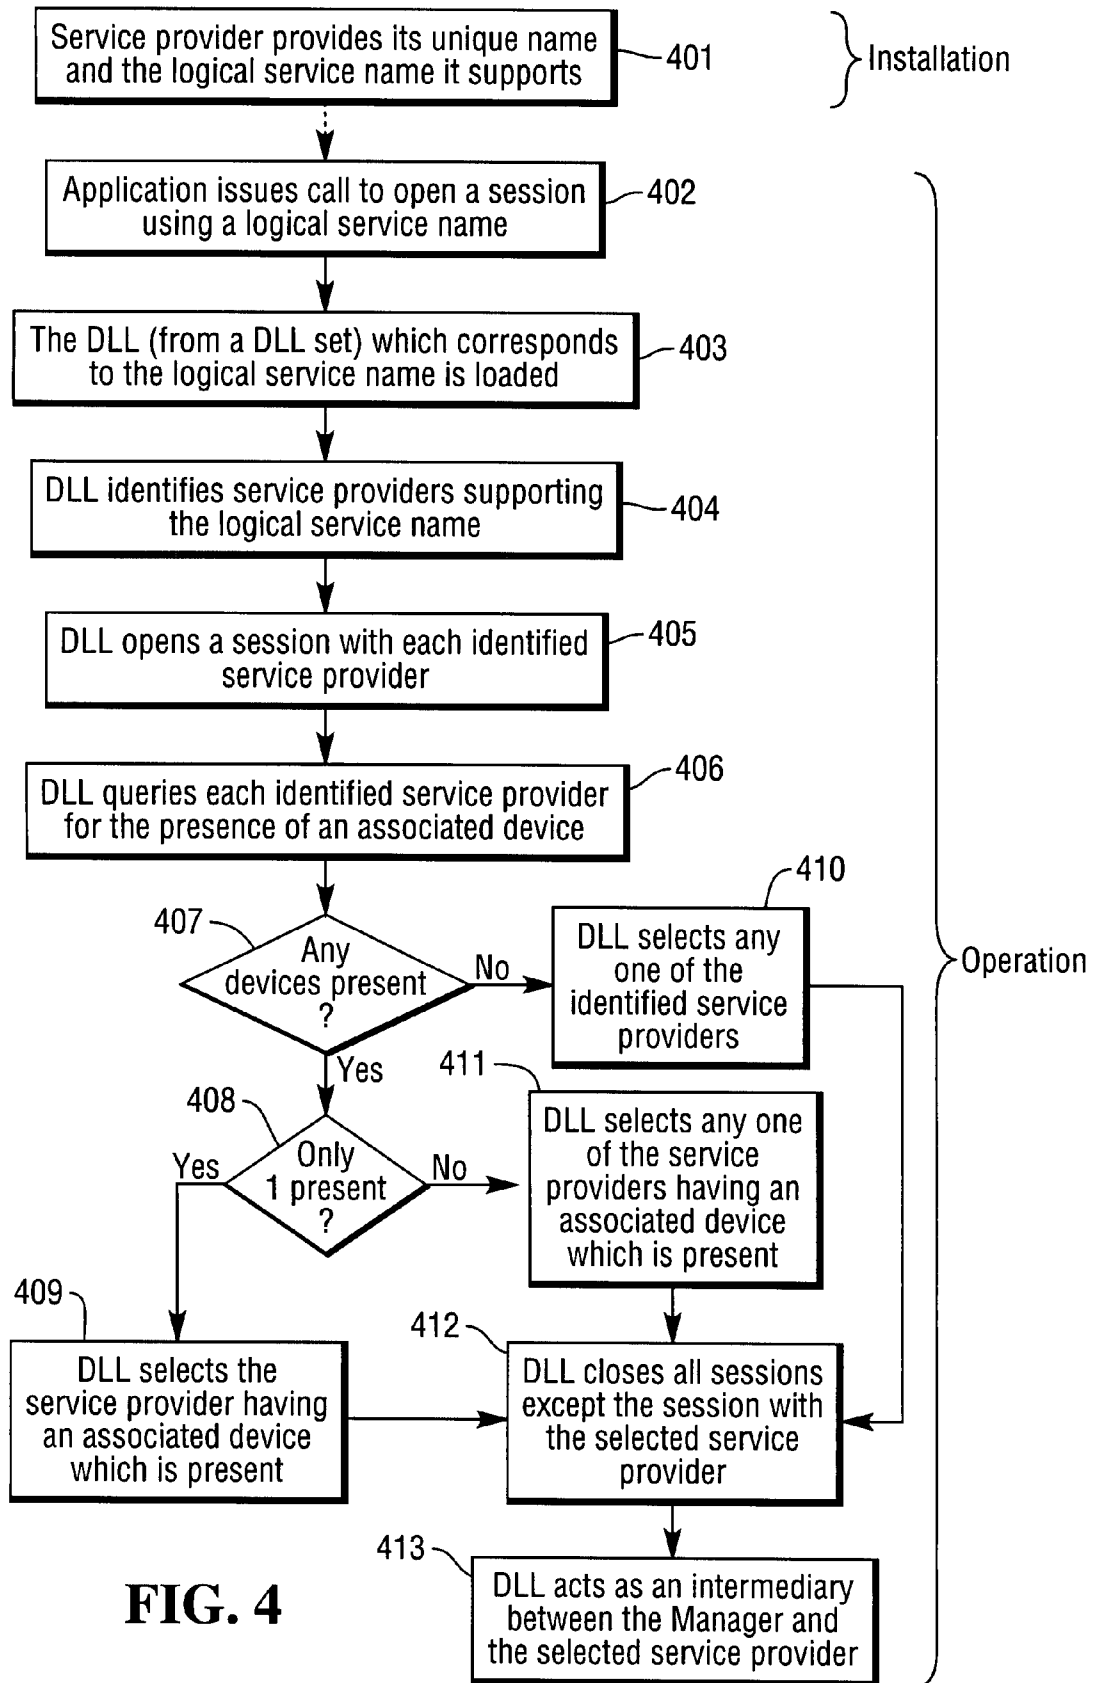 Service provider provides its unique name
and the logical service name it supports
401
Installation
Application issues call to open a session
using a logical service name
402
The DLL (from a DLL set) which corresponds
to the logical service name is loaded
403
DLL identifies service providers supporting
the logical service name
404
DLL opens a session with each identified
service provider
405
DLL queries each identified service provider
for the presence of an associated device
406
407
Any
devices present
?
No
Yes
410
DLL selects any
one of the
identified service
providers
Operation
408
Only
1 present
?
Yes
No
411
DLL selects any one
of the service
providers having an
associated device
which is present
409
DLL selects the
service provider having
an associated device
which is present
412
DLL closes all sessions
except the session with
the selected service
provider
413
DLL acts as an intermediary
between the Manager and
the selected service provider
FIG. 4